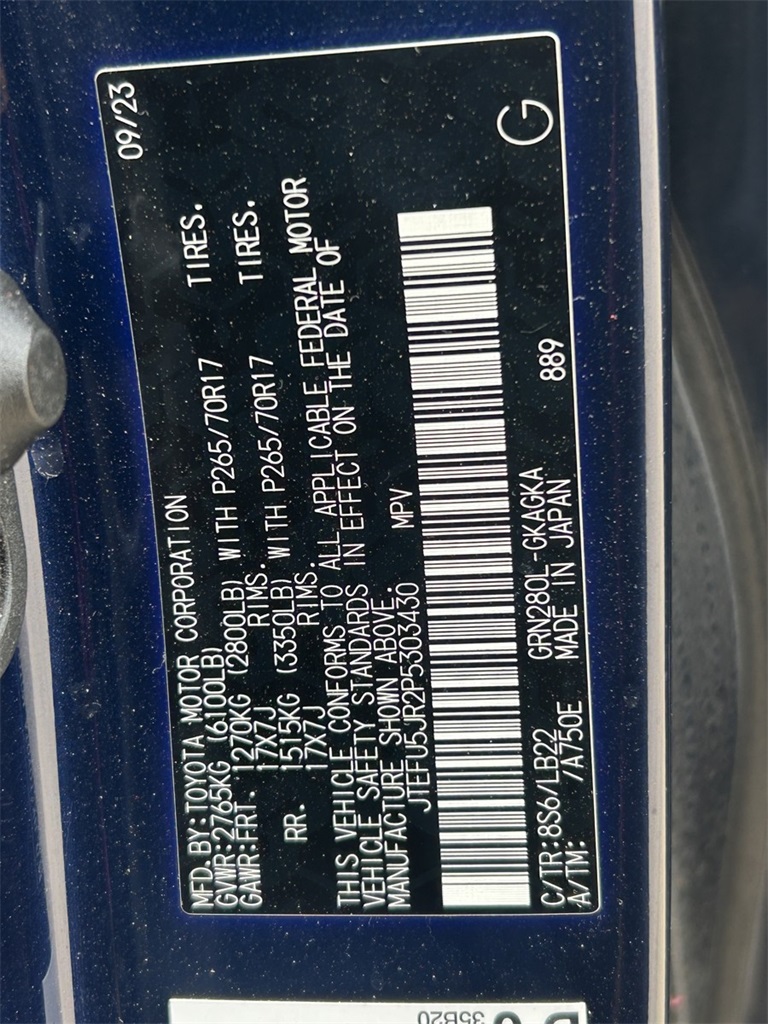 MFD. BY: TOYOTA MOTOR CORPORATION 09/23
GVWR: 2765KG (6100LB)
GAWR: FRT. 1270KG (2800LB) WITH P265/70R17 TIRES.
17X7J RIMS.
RR. 1515KG (3350LB) WITH P265/70R17 TIRES.
17X7J RIMS.
THIS VEHICLE CONFORMS TO ALL APPLICABLE FEDERAL MOTOR
VEHICLE SAFETY STANDARDS IN EFFECT ON THE DATE OF
MANUFACTURE SHOWN ABOVE.
JTEFU5JR2P5303430 MPV
C/TR: 8S6/LB22 GRN280L-GKAGKA 889 G
A/TM: /A750E MADE IN JAPAN
35B20